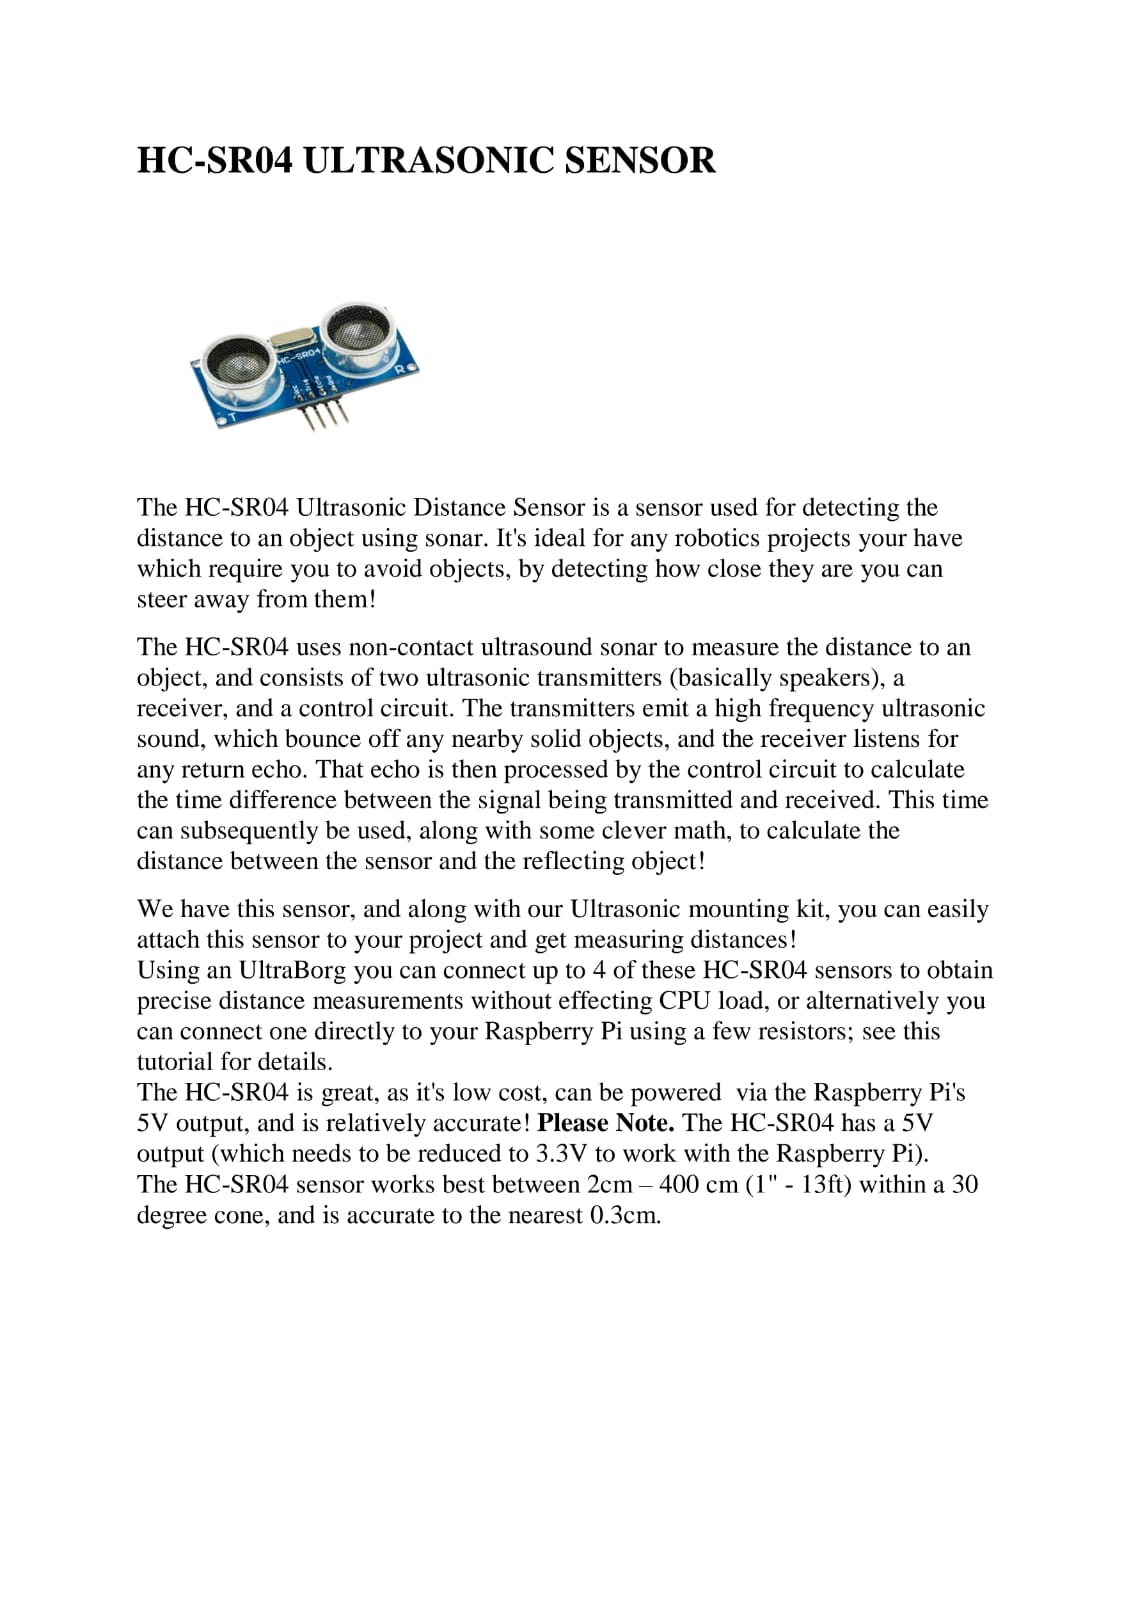 HC-SR04 ULTRASONIC SENSOR
HC-SR04
R
T
The HC-SR04 Ultrasonic Distance Sensor is a sensor used for detecting the
distance to an object using sonar. It's ideal for any robotics projects your have
which require you to avoid objects, by detecting how close they are you can
steer away from them!
The HC-SR04 uses non-contact ultrasound sonar to measure the distance to an
object, and consists of two ultrasonic transmitters (basically speakers), a
receiver, and a control circuit. The transmitters emit a high frequency ultrasonic
sound, which bounce off any nearby solid objects, and the receiver listens for
any return echo. That echo is then processed by the control circuit to calculate
the time difference between the signal being transmitted and received. This time
can subsequently be used, along with some clever math, to calculate the
distance between the sensor and the reflecting object!
We have this sensor, and along with our Ultrasonic mounting kit, you can easily
attach this sensor to your project and get measuring distances!
Using an UltraBorg you can connect up to 4 of these HC-SR04 sensors to obtain
precise distance measurements without effecting CPU load, or alternatively you
can connect one directly to your Raspberry Pi using a few resistors; see this
tutorial for details.
The HC-SR04 is great, as it's low cost, can be powered  via the Raspberry Pi's
5V output, and is relatively accurate! Please Note. The HC-SR04 has a 5V
output (which needs to be reduced to 3.3V to work with the Raspberry Pi).
The HC-SR04 sensor works best between 2cm – 400 cm (1" - 13ft) within a 30
degree cone, and is accurate to the nearest 0.3cm.